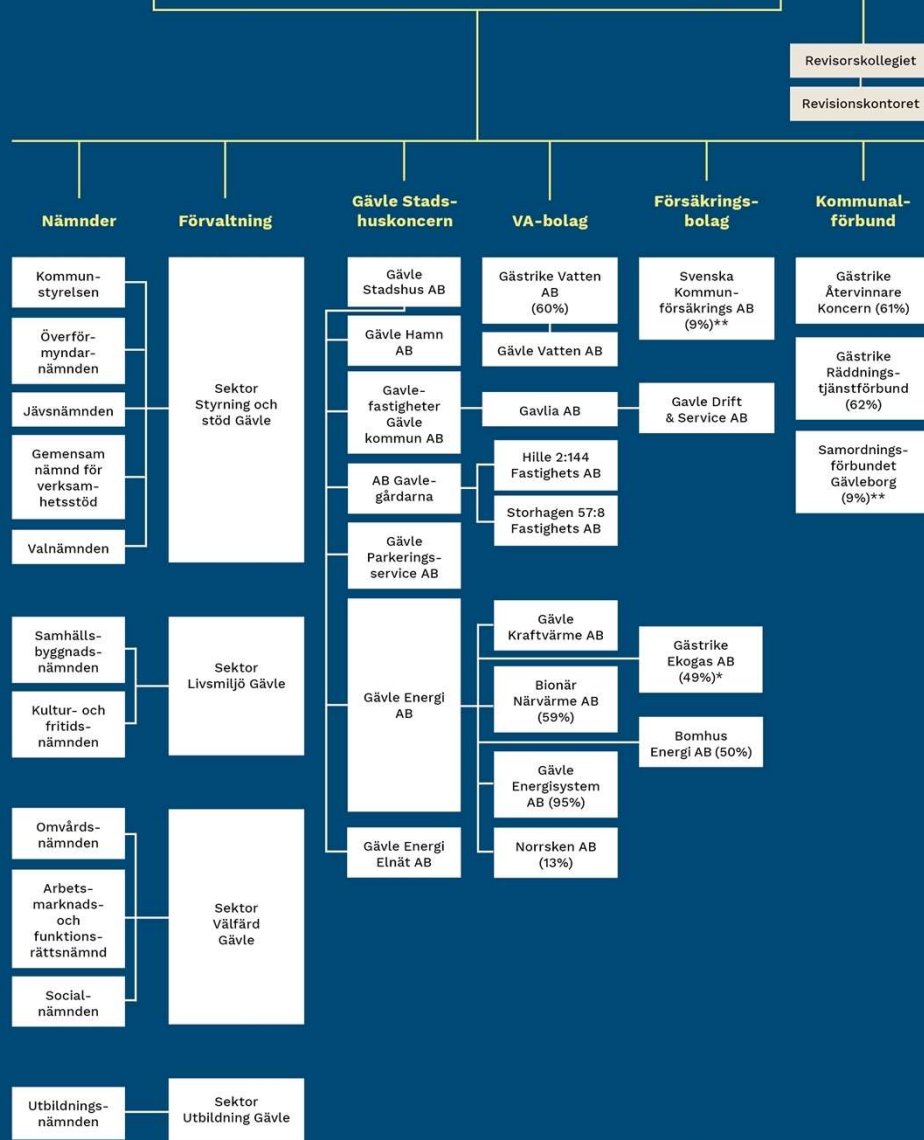 Revisorskollegiet
Revisionskontoret
Nämnder
Kommun-
styrelsen
Överför-
myndar-
nämnden
Jävsnämnden
Gemensam
nämnd för
verksam-
hetsstöd
Valnämnden
Samhälls-
byggnads-
nämnden
Kultur- och
fritids-
nämnden
Omvårds-
nämnden
Arbets-
marknads-
och
funktions-
rättsnämnd
Social-
nämnden
Utbildnings-
nämnden
Förvaltning
Sektor
Styrning och
stöd Gävle
Sektor
Livsmiljö Gävle
Sektor
Välfärd
Gävle
Sektor
Utbildning Gävle
Gävle Stads-
huskoncern
Gävle
Stadshus AB
Gävle Hamn
AB
Gavle-
fastigheter
Gävle
kommun AB
AB Gavle-
gårdarna
Gävle
Parkerings-
service AB
Gävle Energi
AB
Gävle Energi
Elnät AB
VA-bolag
Gästrike Vatten
AB
(60%)
Gävle Vatten AB
Gavlia AB
Hille 2:144
Fastighets AB
Storhagen 57:8
Fastighets AB
Gävle
Kraftvärme AB
Bionär
Närvärme AB
(59%)
Gävle
Energisystem
AB (95%)
Norrsken AB
(13%)
Försäkrings-
bolag
Svenska
Kommun-
försäkrings AB
(9%)**
Gavle Drift
& Service AB
Gästrike
Ekogas AB
(49%)*
Bomhus
Energi AB (50%)
Kommunal-
förbund
Gästrike
Återvinnare
Koncern (61%)
Gästrike
Räddnings-
tjänstförbund
(62%)
Samordnings-
förbundet
Gävleborg
(9%)**